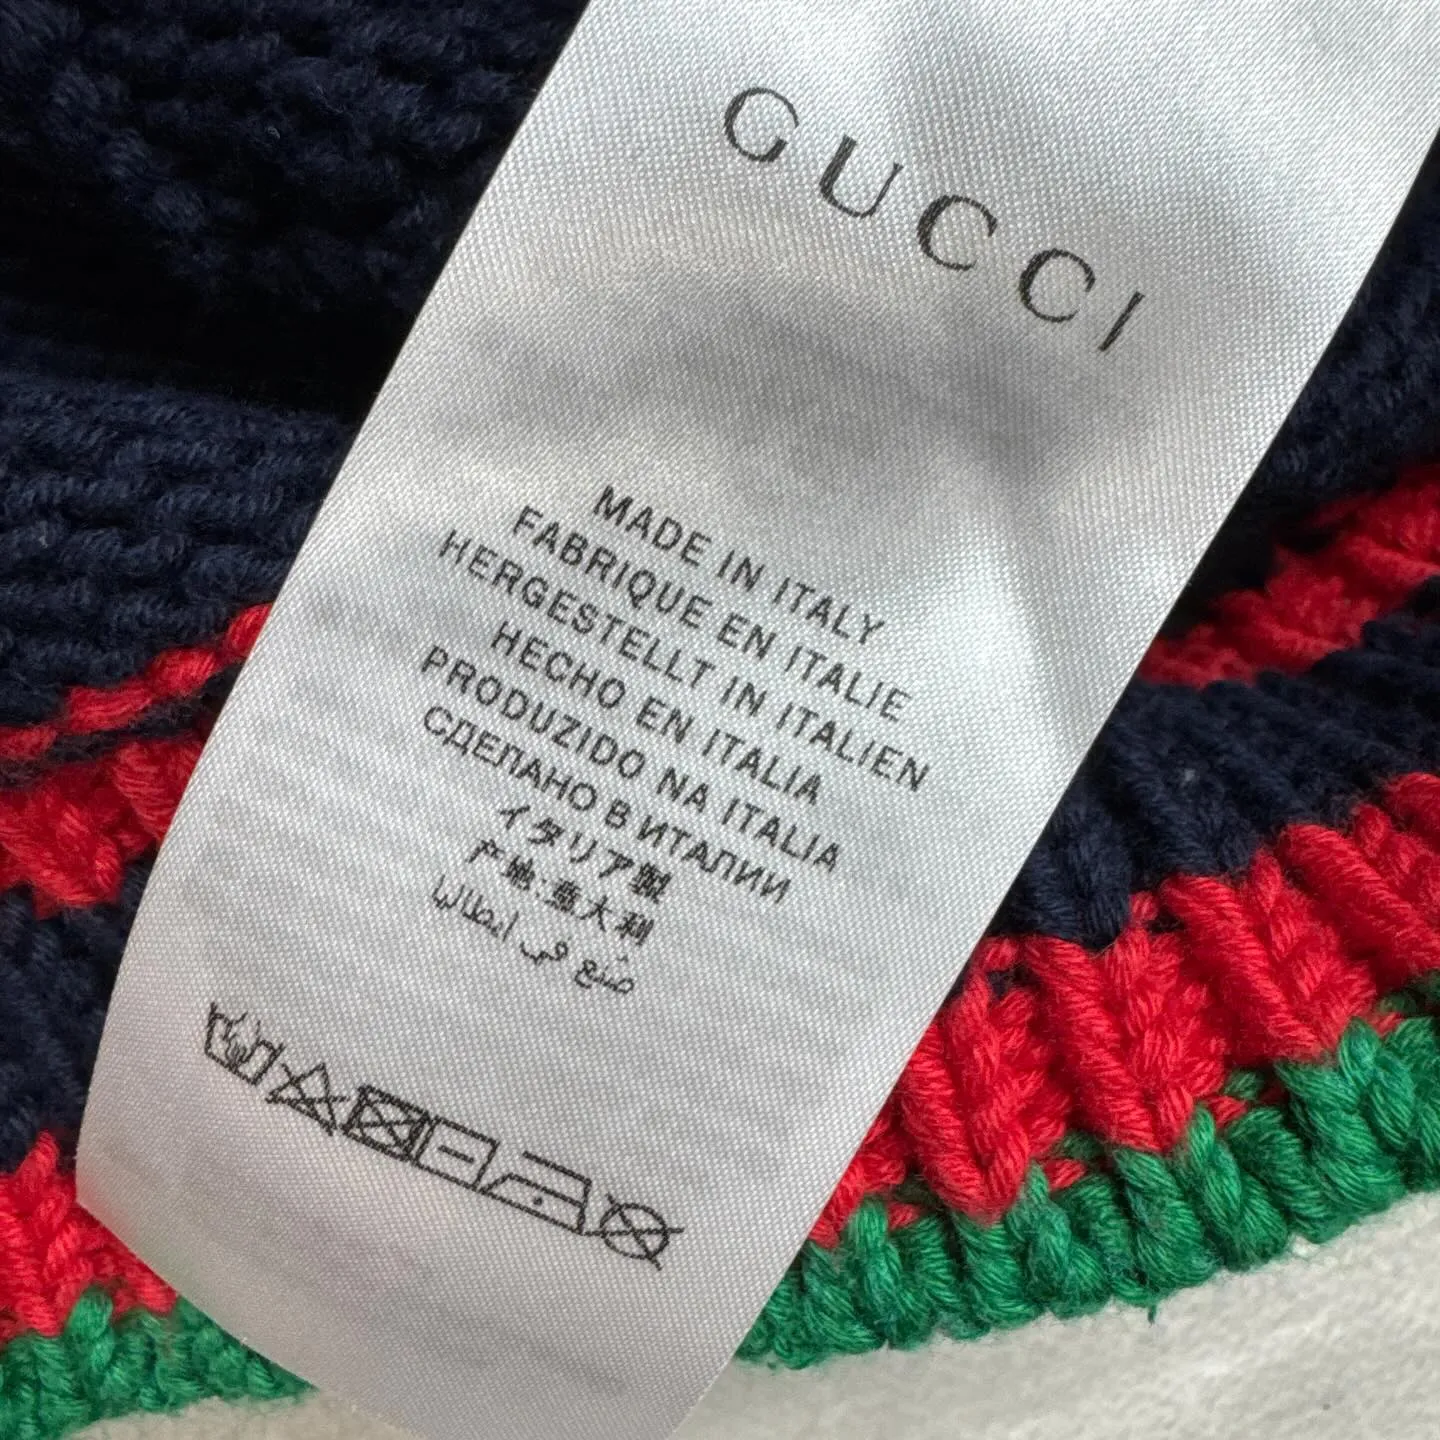 GUCCI
MADE IN ITALY
FABRIQUE EN ITALIE
HERGESTELLT IN ITALIEN
HECHO EN ITALIA
PRODUZIDO NA ITALIA
СДЕЛАНО В ИТАЛИИ
イタリア製
产地:意大利
صنع في ايطاليا